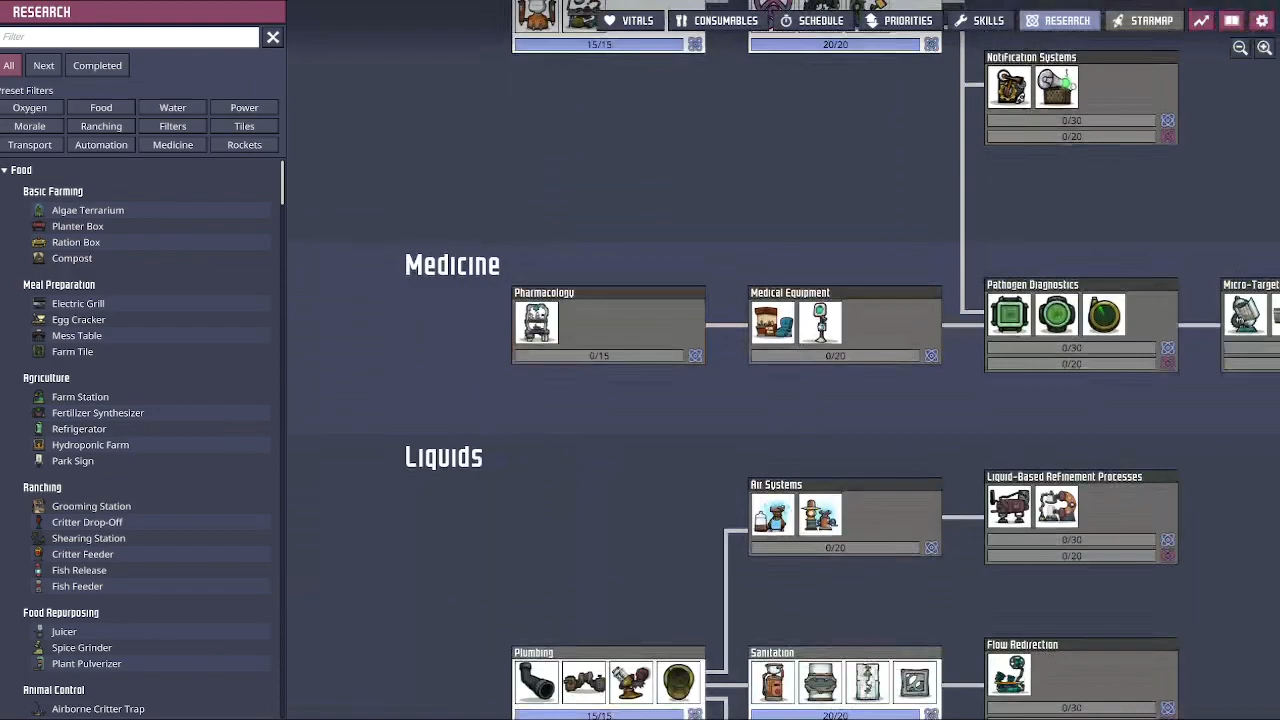 RESEARCH
VITALS
CONSUMABLES
SCHEDULE
PRIORITIES
SKILLS
RESEARCH
STARMAP
Filter
All
Next
Completed
Preset Filters
Oxygen
Food
Water
Power
Morale
Ranching
Filters
Tiles
Transport
Automation
Medicine
Rockets
Food
Basic Farming
Algae Terrarium
Planter Box
Ration Box
Compost
Meal Preparation
Electric Grill
Egg Cracker
Mess Table
Farm Tile
Agriculture
Farm Station
Fertilizer Synthesizer
Refrigerator
Hydroponic Farm
Park Sign
Ranching
Grooming Station
Critter Drop-Off
Shearing Station
Critter Feeder
Fish Release
Fish Feeder
Food Repurposing
Juicer
Spice Grinder
Plant Pulverizer
Animal Control
Airborne Critter Trap
15/15
20/20
Notification Systems
0/30
0/20
Medicine
Pharmacology
0/15
Medical Equipment
0/20
Pathogen Diagnostics
0/30
0/20
Micro-Target
Liquids
Air Systems
0/20
Liquid-Based Refinement Processes
0/30
0/20
Plumbing
15/15
Sanitation
20/20
Flow Redirection
0/30